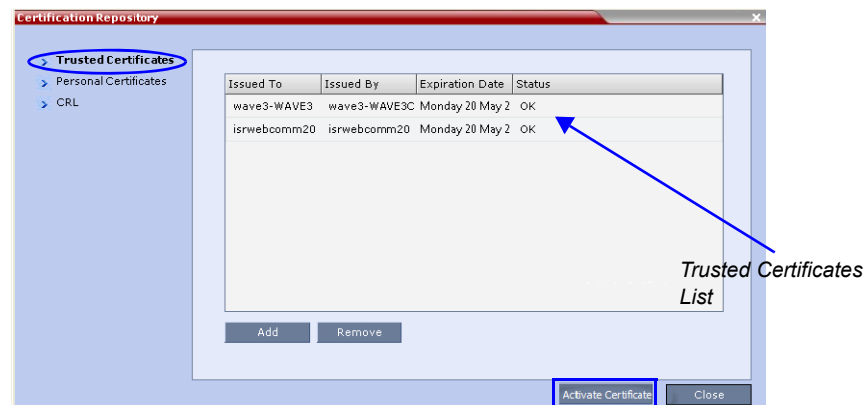 Certification Repository
Trusted Certificates
Personal Certificates
CRL
Issued To Issued By Expiration Date Status
wave3-WAVE3 wave3-WAVE3C Monday 20 May 2 OK
isrwebcomm20 isrwebcomm20 Monday 20 May 2 OK
Trusted Certificates
List
Add Remove
Activate Certificate Close